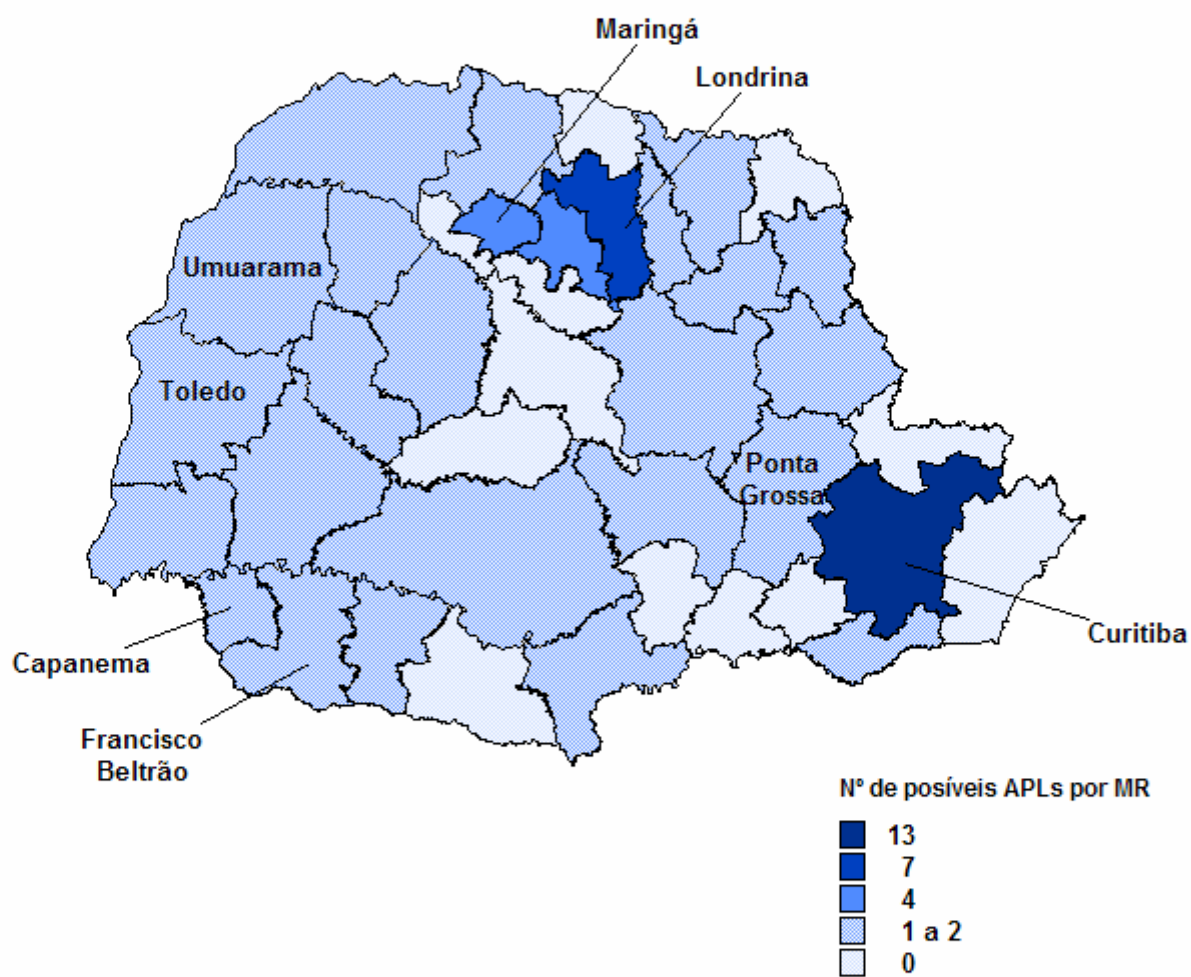 Maringá
Londrina
Umuarama
Toledo
Ponta
Grossa
Curitiba
Capanema
Francisco
Beltrão
Nº de posíveis APLs por MR
13
7
4
1 a 2
0